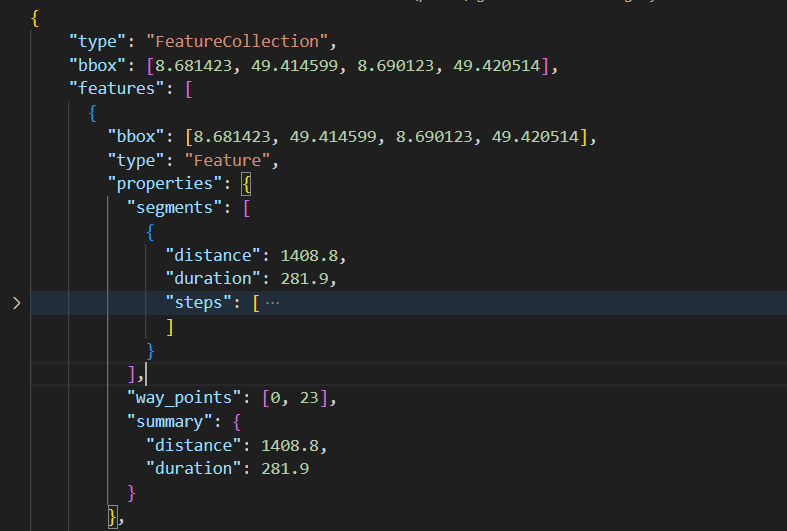 {
"type": "FeatureCollection",
"bbox": [8.681423, 49.414599, 8.690123, 49.420514],
"features": [
{
"bbox": [8.681423, 49.414599, 8.690123, 49.420514],
"type": "Feature",
"properties": {
"segments": [
{
"distance": 1408.8,
"duration": 281.9,
"steps": [ ···
]
}
],
"way_points": [0, 23],
"summary": {
"distance": 1408.8,
"duration": 281.9
}
},